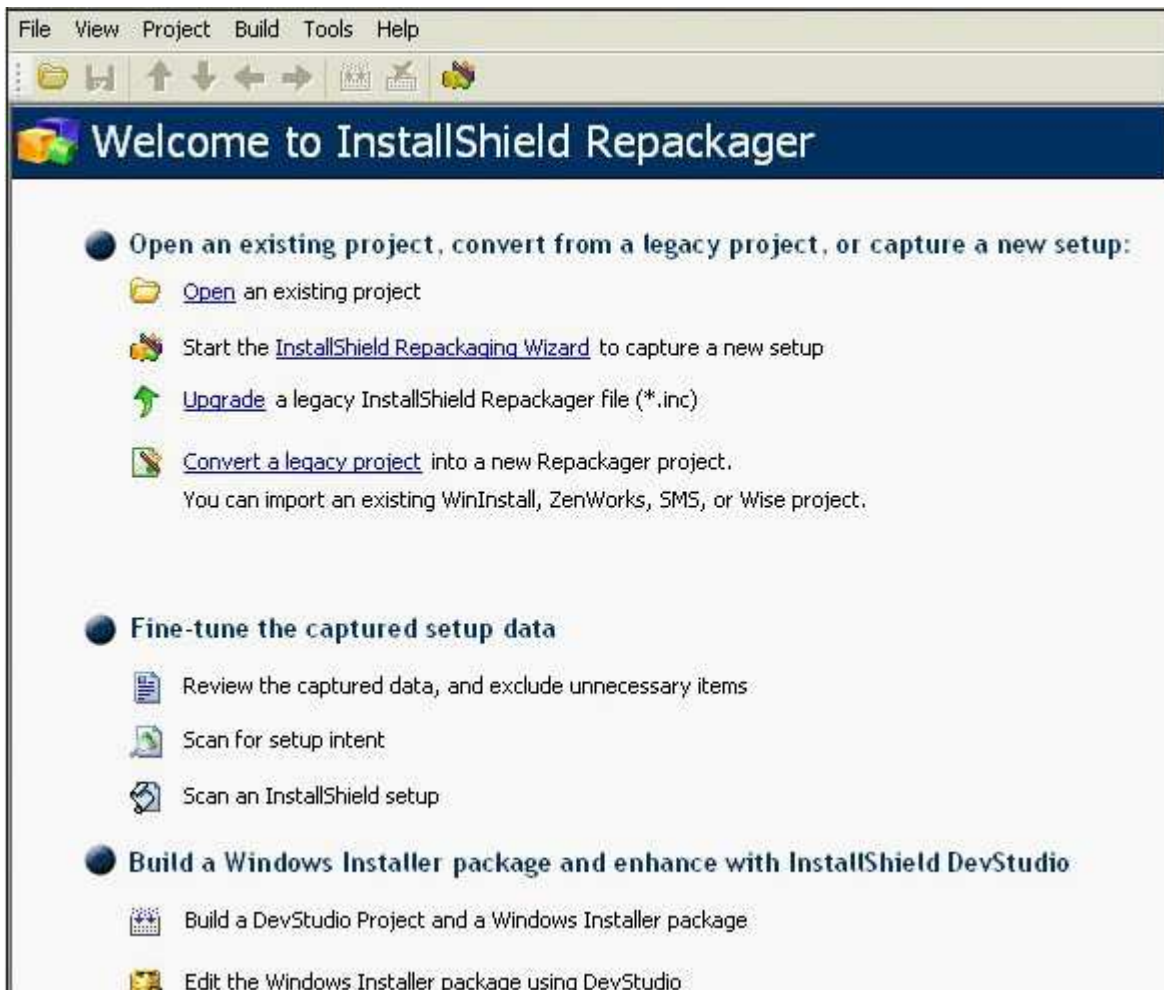 File View Project Build Tools Help
Welcome to InstallShield Repackager
Open an existing project, convert from a legacy project, or capture a new setup:
Open an existing project
Start the InstallShield Repackaging Wizard to capture a new setup
Upgrade a legacy InstallShield Repackager file (*.inc)
Convert a legacy project into a new Repackager project.
You can import an existing WinInstall, ZenWorks, SMS, or Wise project.
Fine-tune the captured setup data
Review the captured data, and exclude unnecessary items
Scan for setup intent
Scan an InstallShield setup
Build a Windows Installer package and enhance with InstallShield DevStudio
Build a DevStudio Project and a Windows Installer package
Edit the Windows Installer package using DevStudio